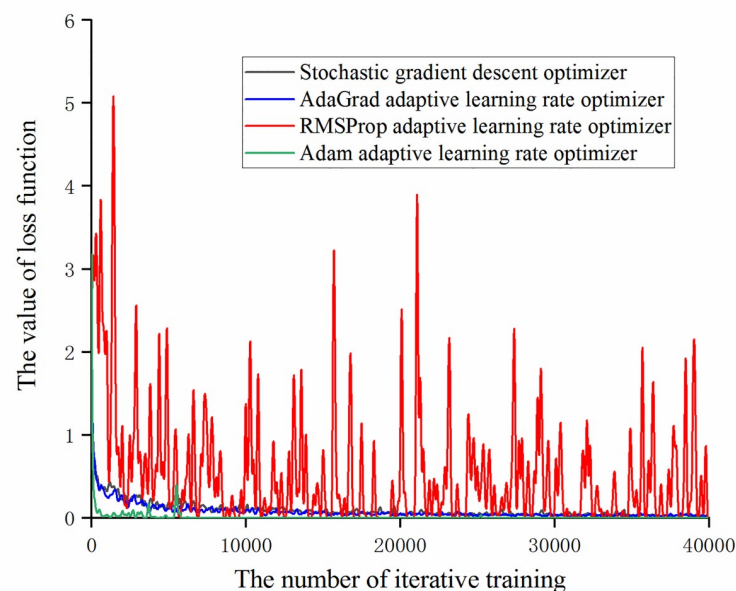 6
Stochastic gradient descent optimizer
AdaGrad adaptive learning rate optimizer
RMSProp adaptive learning rate optimizer
Adam adaptive learning rate optimizer
5
4
3
2
1
0
The value of loss function
0 10000 20000 30000 40000
The number of iterative training